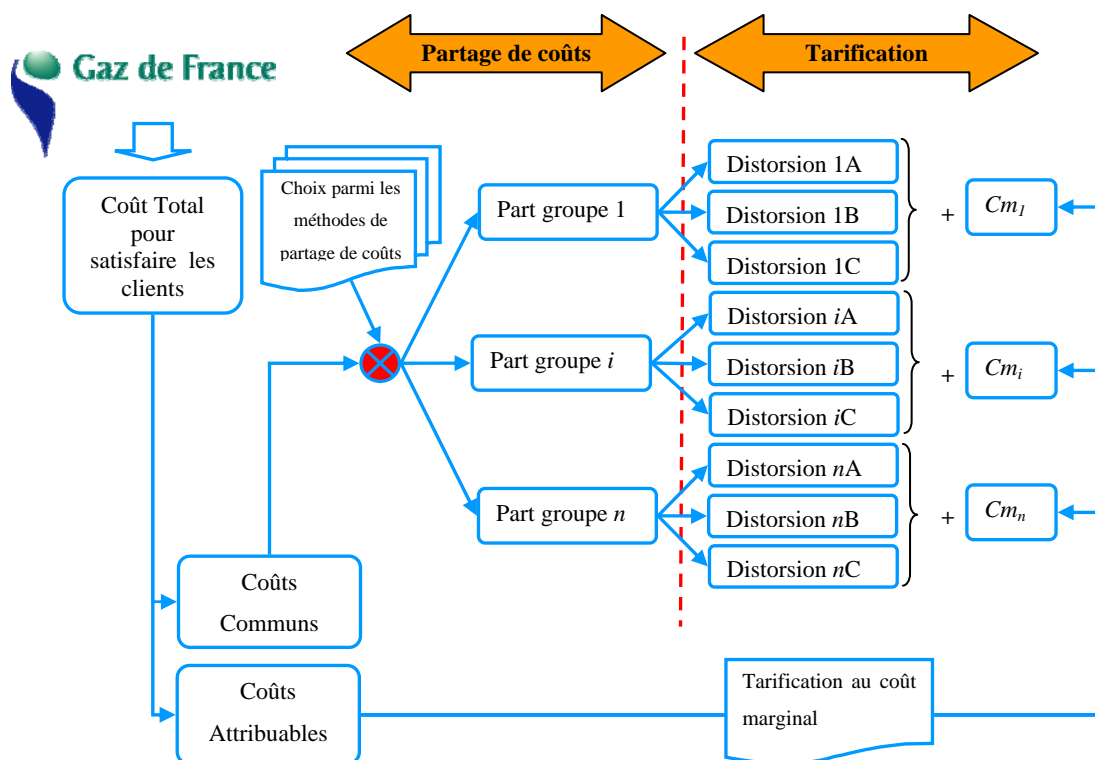 Partage de coûts
Tarification
Gaz de France
Coût Total
pour
satisfaire les
clients
Choix parmi les
méthodes de
partage de coûts
Part groupe 1
Part groupe i
Part groupe n
Distorsion 1A
Distorsion 1B
Distorsion 1C
+ Cm1
Distorsion iA
Distorsion iB
Distorsion iC
+ Cmi
Distorsion nA
Distorsion nB
Distorsion nC
+ Cmn
Coûts
Communs
Coûts
Attribuables
Tarification au coût
marginal